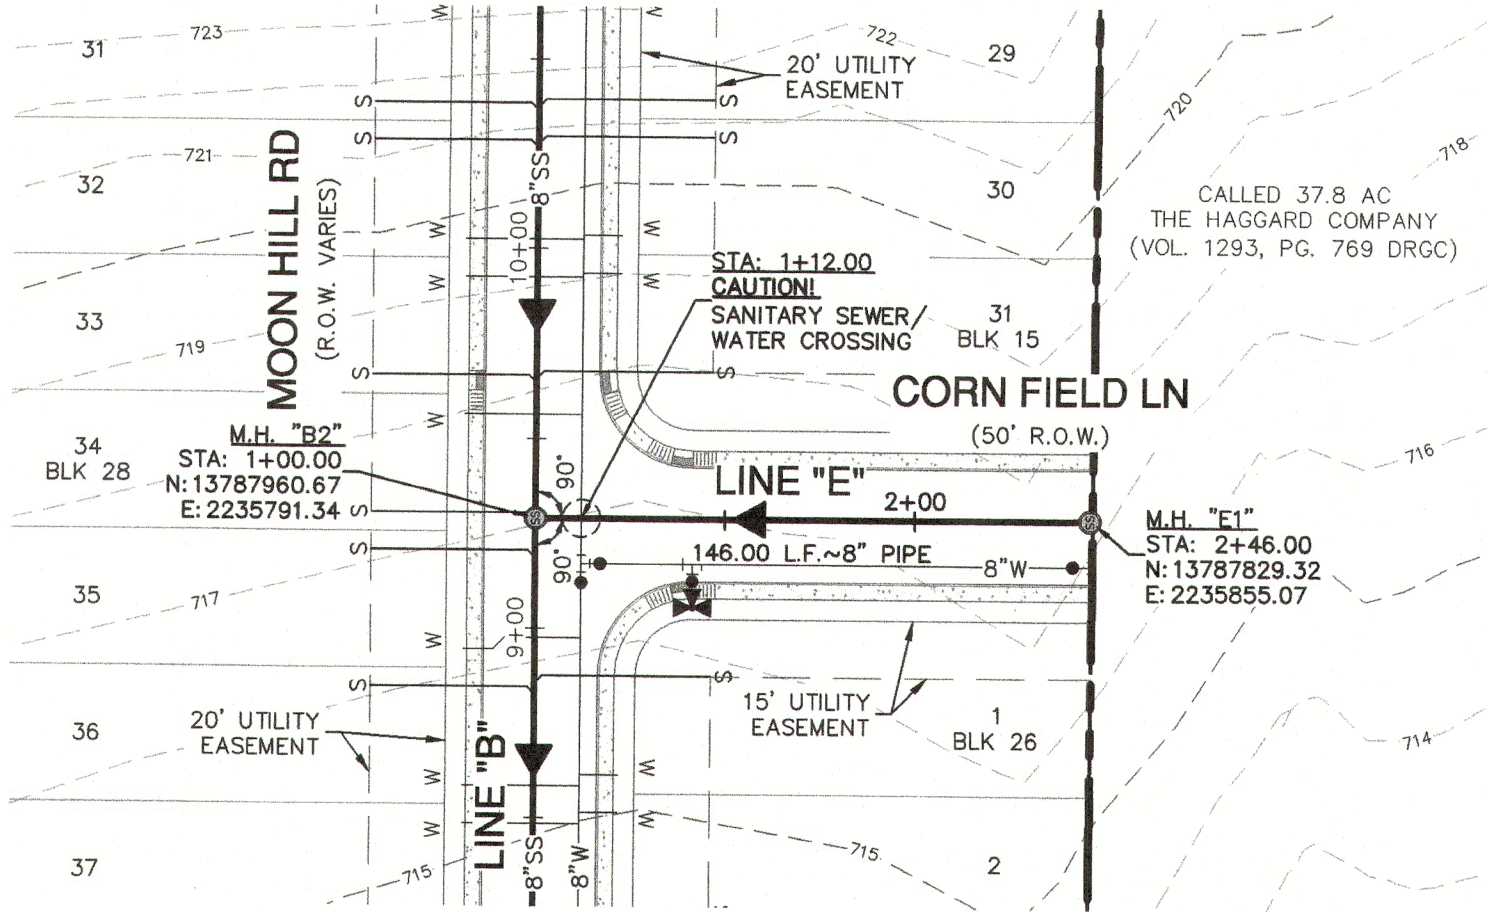 31
723
722
29
20' UTILITY
EASEMENT
720
718
S
S
S
S
W
W
721
32
MOON HILL RD
(R.O.W. VARIES)
8"SS
10+00
30
CALLED 37.8 AC
THE HAGGARD COMPANY
(VOL. 1293, PG. 769 DRGC)
W
W
W
W
STA: 1+12.00
CAUTION!
SANITARY SEWER/
WATER CROSSING
33
719
31
BLK 15
S
S
CORN FIELD LN
(50' R.O.W.)
W
34
BLK 28
M.H. "B2"
STA: 1+00.00
N:13787960.67
E:2235791.34
S
90°
LINE "E"
2+00
716
SS
SS
M.H. "E1"
STA: 2+46.00
N:13787829.32
E:2235855.07
S
90°
146.00 L.F.~8" PIPE
8"W
35
717
9+00
W
S
S
15' UTILITY
EASEMENT
1
BLK 26
36
20' UTILITY
EASEMENT
LINE "B"
714
W
W
W
W
37
715
8"SS
8"W
715
2